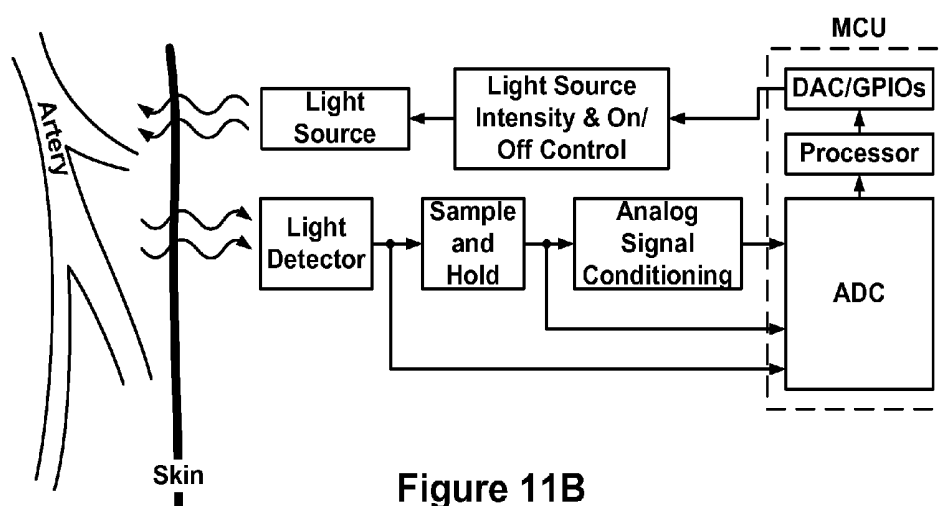 MCU
Artery
Light
Source
Light Source
Intensity & On/
Off Control
DAC/GPIOs
Processor
Light
Detector
Sample
and
Hold
Analog
Signal
Conditioning
ADC
Skin
Figure 11B